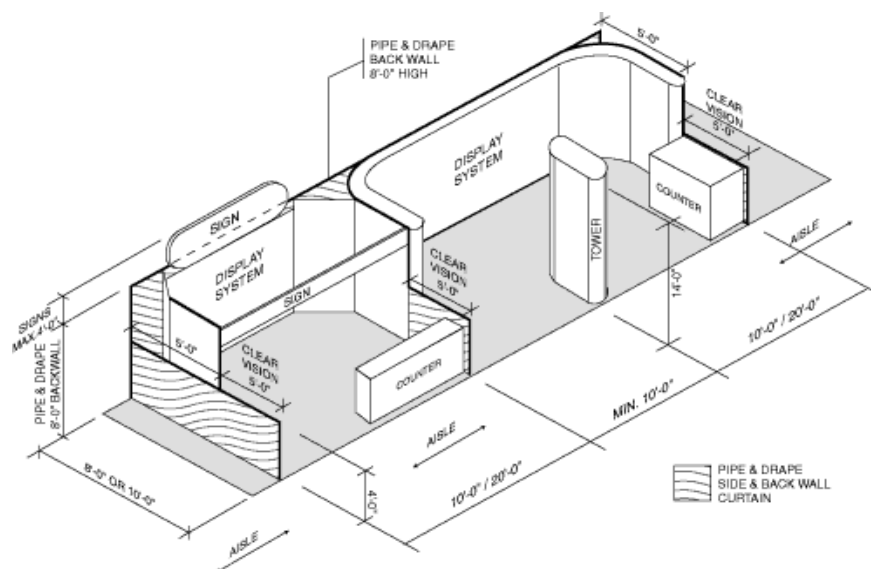 PIPE & DRAPE
BACK WALL
8'-0" HIGH
5'-0"
CLEAR
VISION
5'-0"
DISPLAY
SYSTEM
COUNTER
TOWER
AISLE
SIGN
DISPLAY
SYSTEM
SIGN
CLEAR
VISION
5'-0"
14'-0"
10'-0" / 20'-0"
SIGNS
MAX. 4'-0"
PIPE & DRAPE
8'-0" BACKWALL
5'-0"
CLEAR
VISION
5'-0"
COUNTER
MIN. 10'-0"
AISLE
10'-0" / 20'-0"
8'-0" OR 10'-0"
4'-0"
AISLE
PIPE & DRAPE
SIDE & BACK WALL
CURTAIN